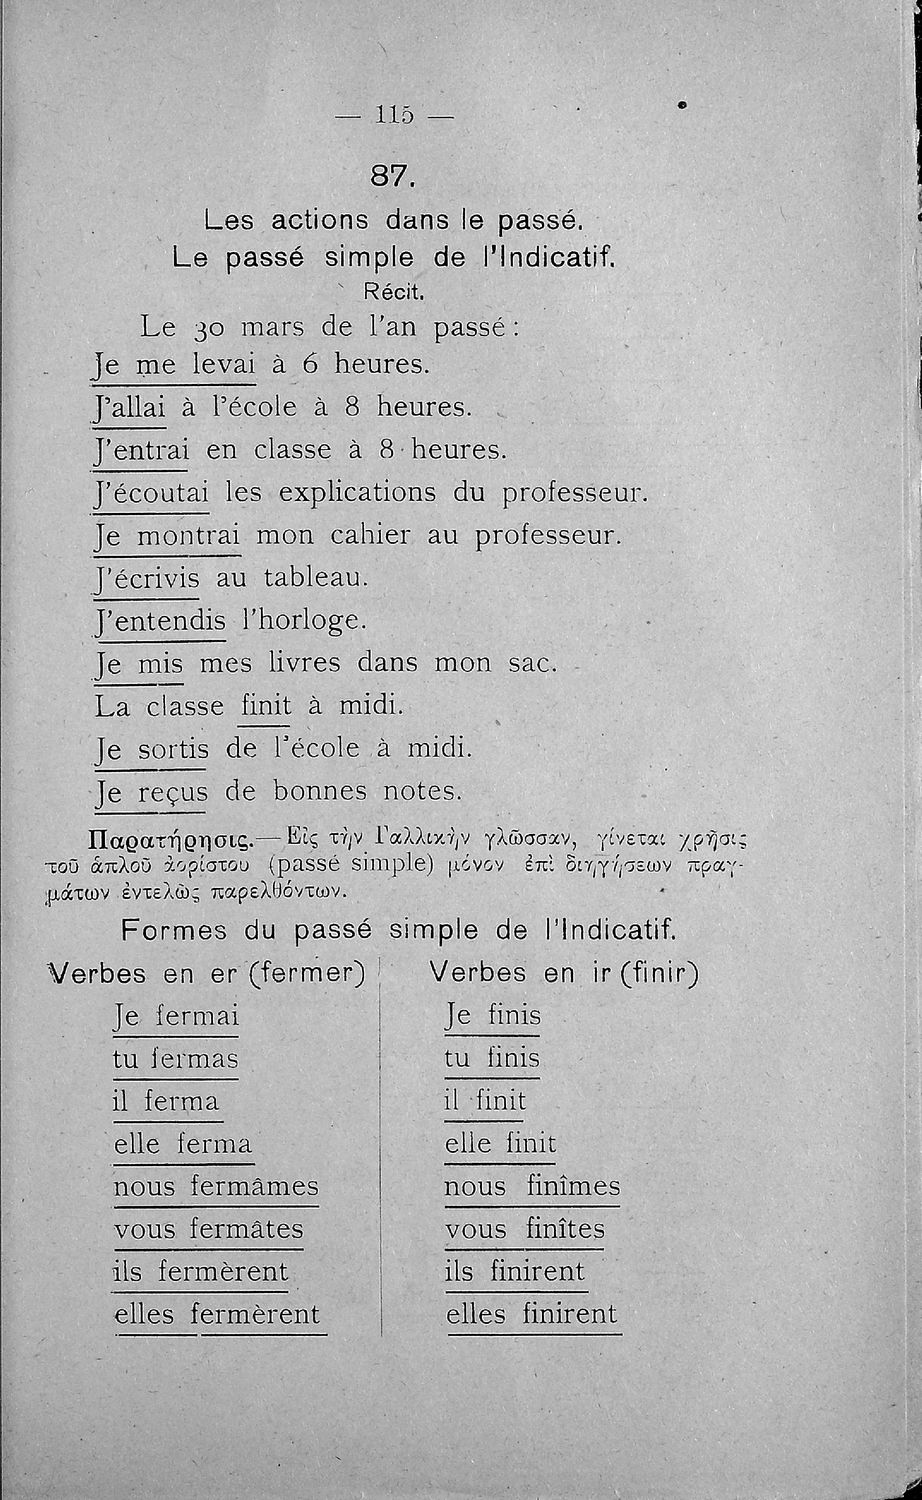 — 115 —
87.
Les actions dans le passé.
Le passé simple de l'Indicatif.
Récit.
Le 30 mars de l'an passé :
Je me levai à 6 heures.
J'allai à l'école à 8 heures.
J'entrai en classe à 8 heures.
J'écoutai les explications du professeur.
Je montrai mon cahier au professeur.
J'écrivis au tableau.
J'entendis l'horloge.
Je mis mes livres dans mon sac.
La classe finit à midi.
Je sortis de l'école à midi.
Je reçus de bonnes notes.
Παρατήρησις.— Εἰς τὴν Γαλλικὴν γλῶσσαν, γίνεται χρῆσις
τοῦ ἁπλοῦ ἀορίστου (passé simple) μόνον ἐπὶ διηγήσεων πραγ-
μάτων ἐντελῶς παρελθόντων.
Formes du passé simple de l'Indicatif.
Verbes en er (fermer) Verbes en ir (finir)
Je fermai Je finis
tu fermas tu finis
il ferma il finit
elle ferma elle finit
nous fermâmes nous finîmes
vous fermâtes vous finîtes
ils fermèrent ils finirent
elles fermèrent elles finirent